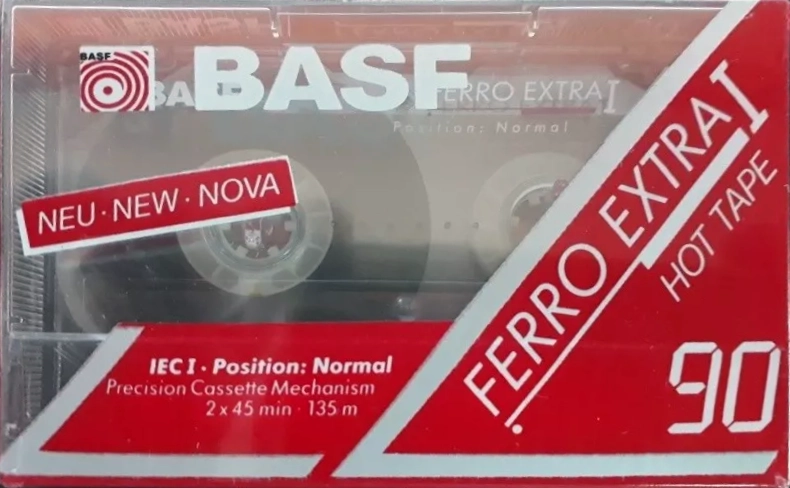 BASF
BASF
BASF
FERRO EXTRA I
Position: Normal
NEU · NEW · NOVA
FERRO EXTRA I
HOT TAPE
90
IEC I · Position: Normal
Precision Cassette Mechanism
2 x 45 min · 135 m